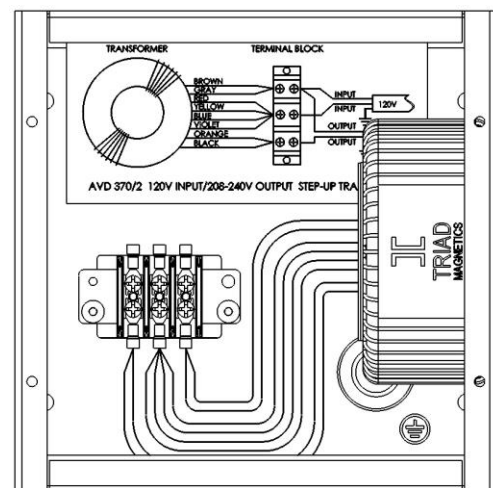 TRANSFORMER
TERMINAL BLOCK
BROWN
GRAY
RED
YELLOW
BLUE
VIOLET
ORANGE
BLACK
INPUT
INPUT
120V
OUTPUT
OUTPUT
AVD 370/2 120V INPUT/208-240V OUTPUT STEP-UP TRA
TRIAD
MAGNETICS